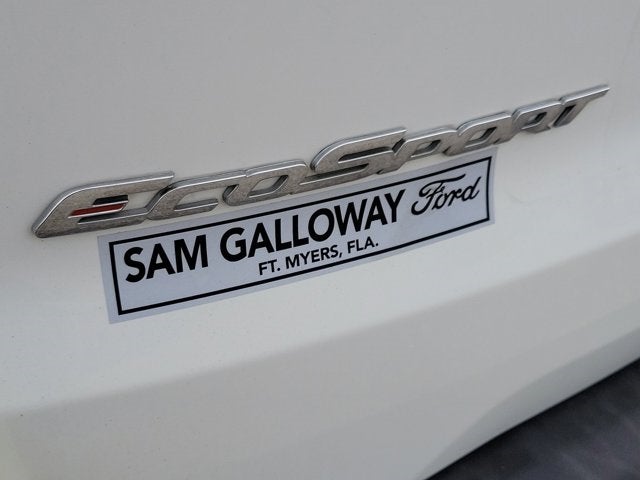 EcoSport
SAM GALLOWAY Ford
FT. MYERS, FLA.